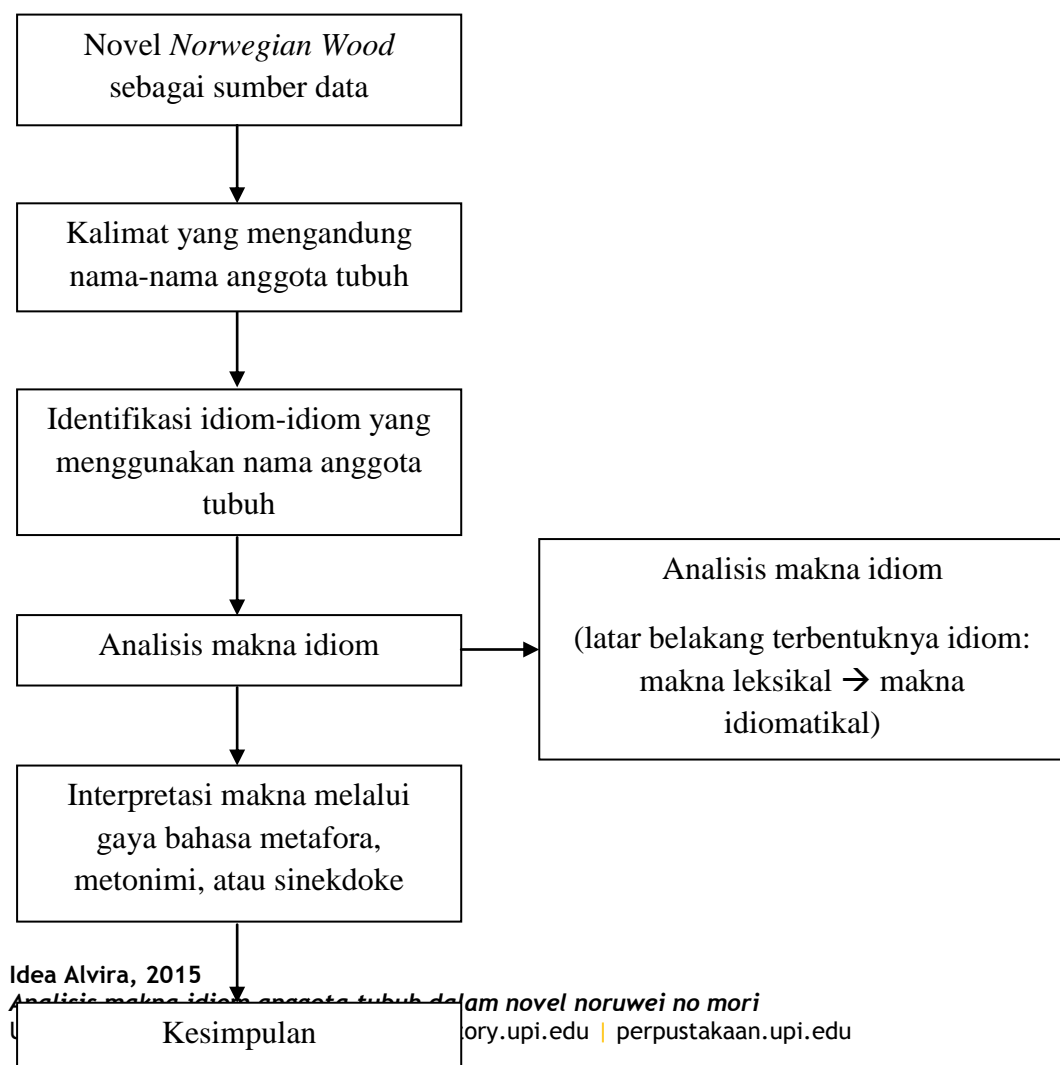 Novel Norwegian Wood
sebagai sumber data
Kalimat yang mengandung
nama-nama anggota tubuh
Identifikasi idiom-idiom yang
menggunakan nama anggota
tubuh
Analisis makna idiom
Analisis makna idiom
(latar belakang terbentuknya idiom:
makna leksikal → makna
idiomatikal)
Interpretasi makna melalui
gaya bahasa metafora,
metonimi, atau sinekdoke
Idea Alvira, 2015
Analisis makna idiom anggota tubuh dalam novel noruwei no mori
Kesimpulan
ory.upi.edu | perpustakaan.upi.edu